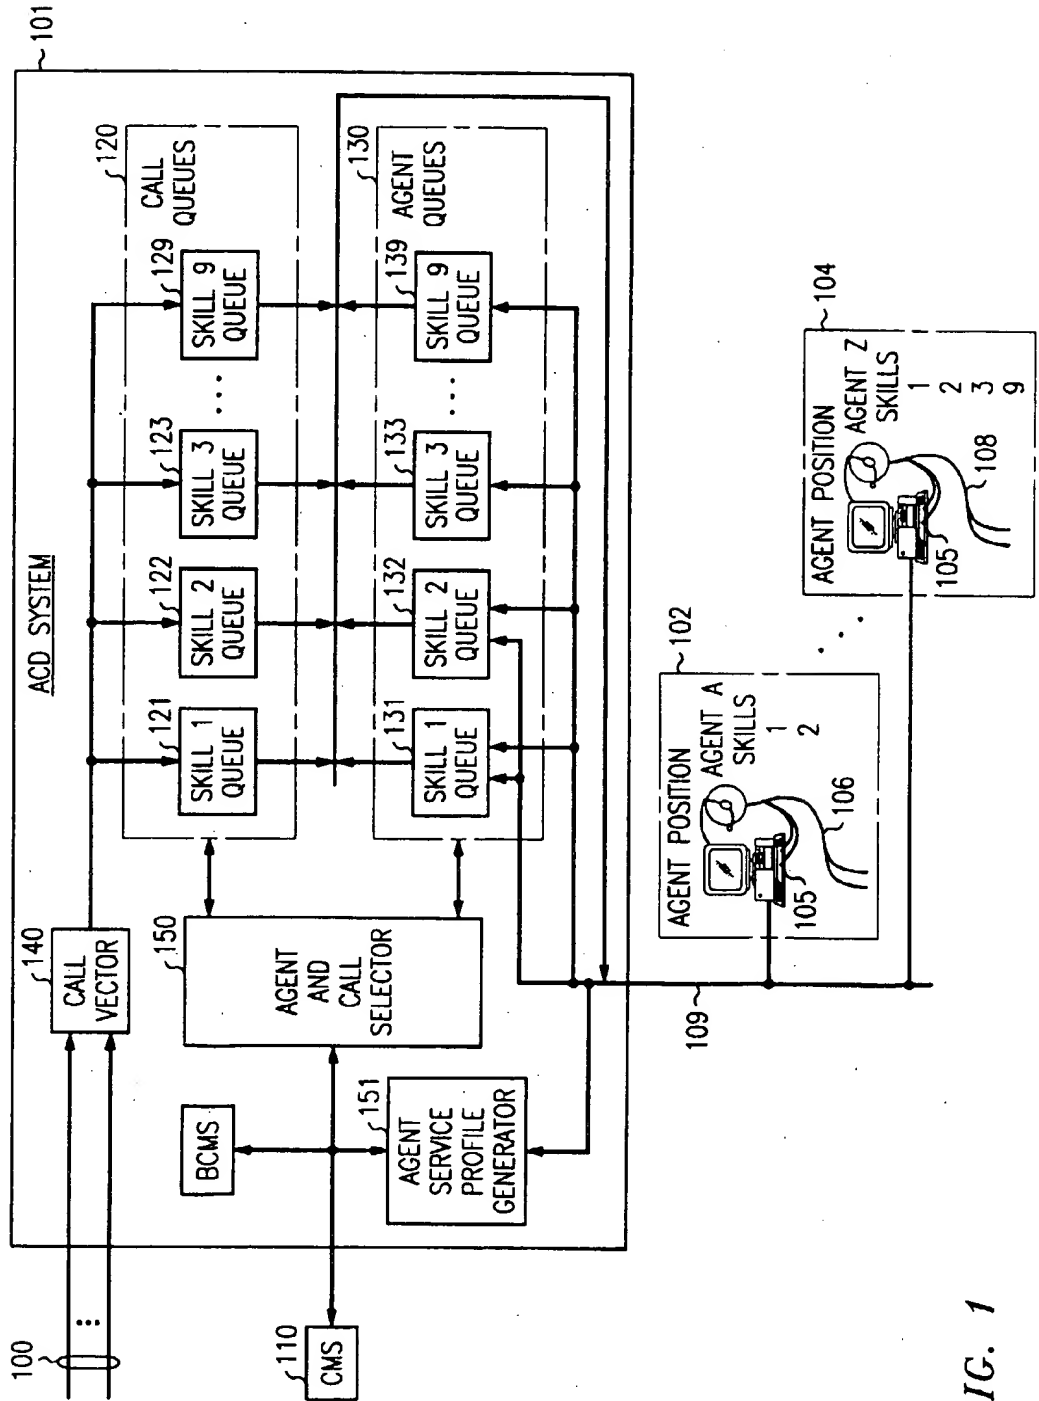 ACD SYSTEM
101
100
140
CALL
VECTOR
120
CALL
QUEUES
121
SKILL 1
QUEUE
122
SKILL 2
QUEUE
123
SKILL 3
QUEUE
...
129
SKILL 9
QUEUE
150
AGENT
AND
CALL
SELECTOR
130
AGENT
QUEUES
131
SKILL 1
QUEUE
132
SKILL 2
QUEUE
133
SKILL 3
QUEUE
...
139
SKILL 9
QUEUE
BCMS
110
CMS
151
AGENT
SERVICE
PROFILE
GENERATOR
109
102
AGENT POSITION
AGENT A
SKILLS
1
2
105
106
...
104
AGENT POSITION
AGENT Z
SKILLS
1
2
3
9
105
108
IG. 1